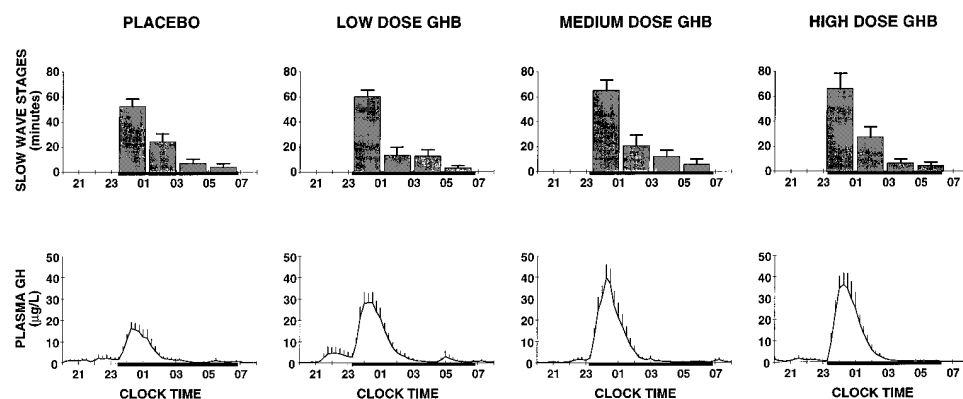 PLACEBO LOW DOSE GHB MEDIUM DOSE GHB HIGH DOSE GHB
SLOW WAVE STAGES
(minutes)
80 80 80 80
60 60 60 60
40 40 40 40
20 20 20 20
0 0 0 0
21 23 01 03 05 07 21 23 01 03 05 07 21 23 01 03 05 07 21 23 01 03 05 07
PLASMA GH
(µg/L)
50 50 50 50
40 40 40 40
30 30 30 30
20 20 20 20
10 10 10 10
0 0 0 0
21 23 01 03 05 07 21 23 01 03 05 07 21 23 01 03 05 07 21 23 01 03 05 07
CLOCK TIME CLOCK TIME CLOCK TIME CLOCK TIME